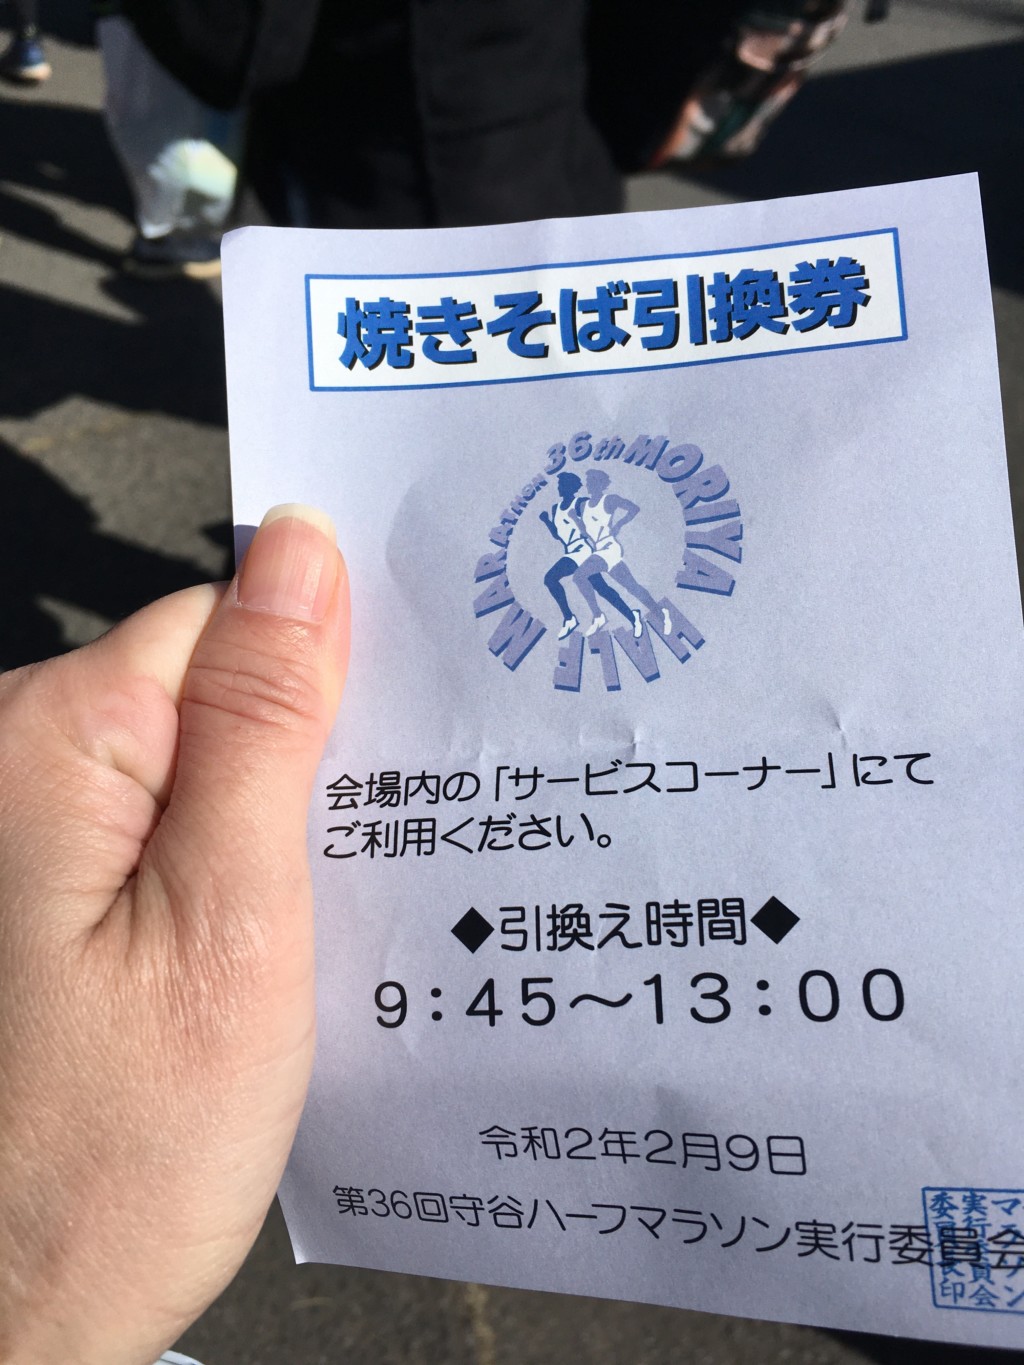 焼きそば引換券
36th MORIYA HALF MARATHON
会場内の「サービスコーナー」にて
ご利用ください。
◆引換え時間◆
9：45～13：00
令和2年2月9日
第36回守谷ハーフマラソン実行委員会